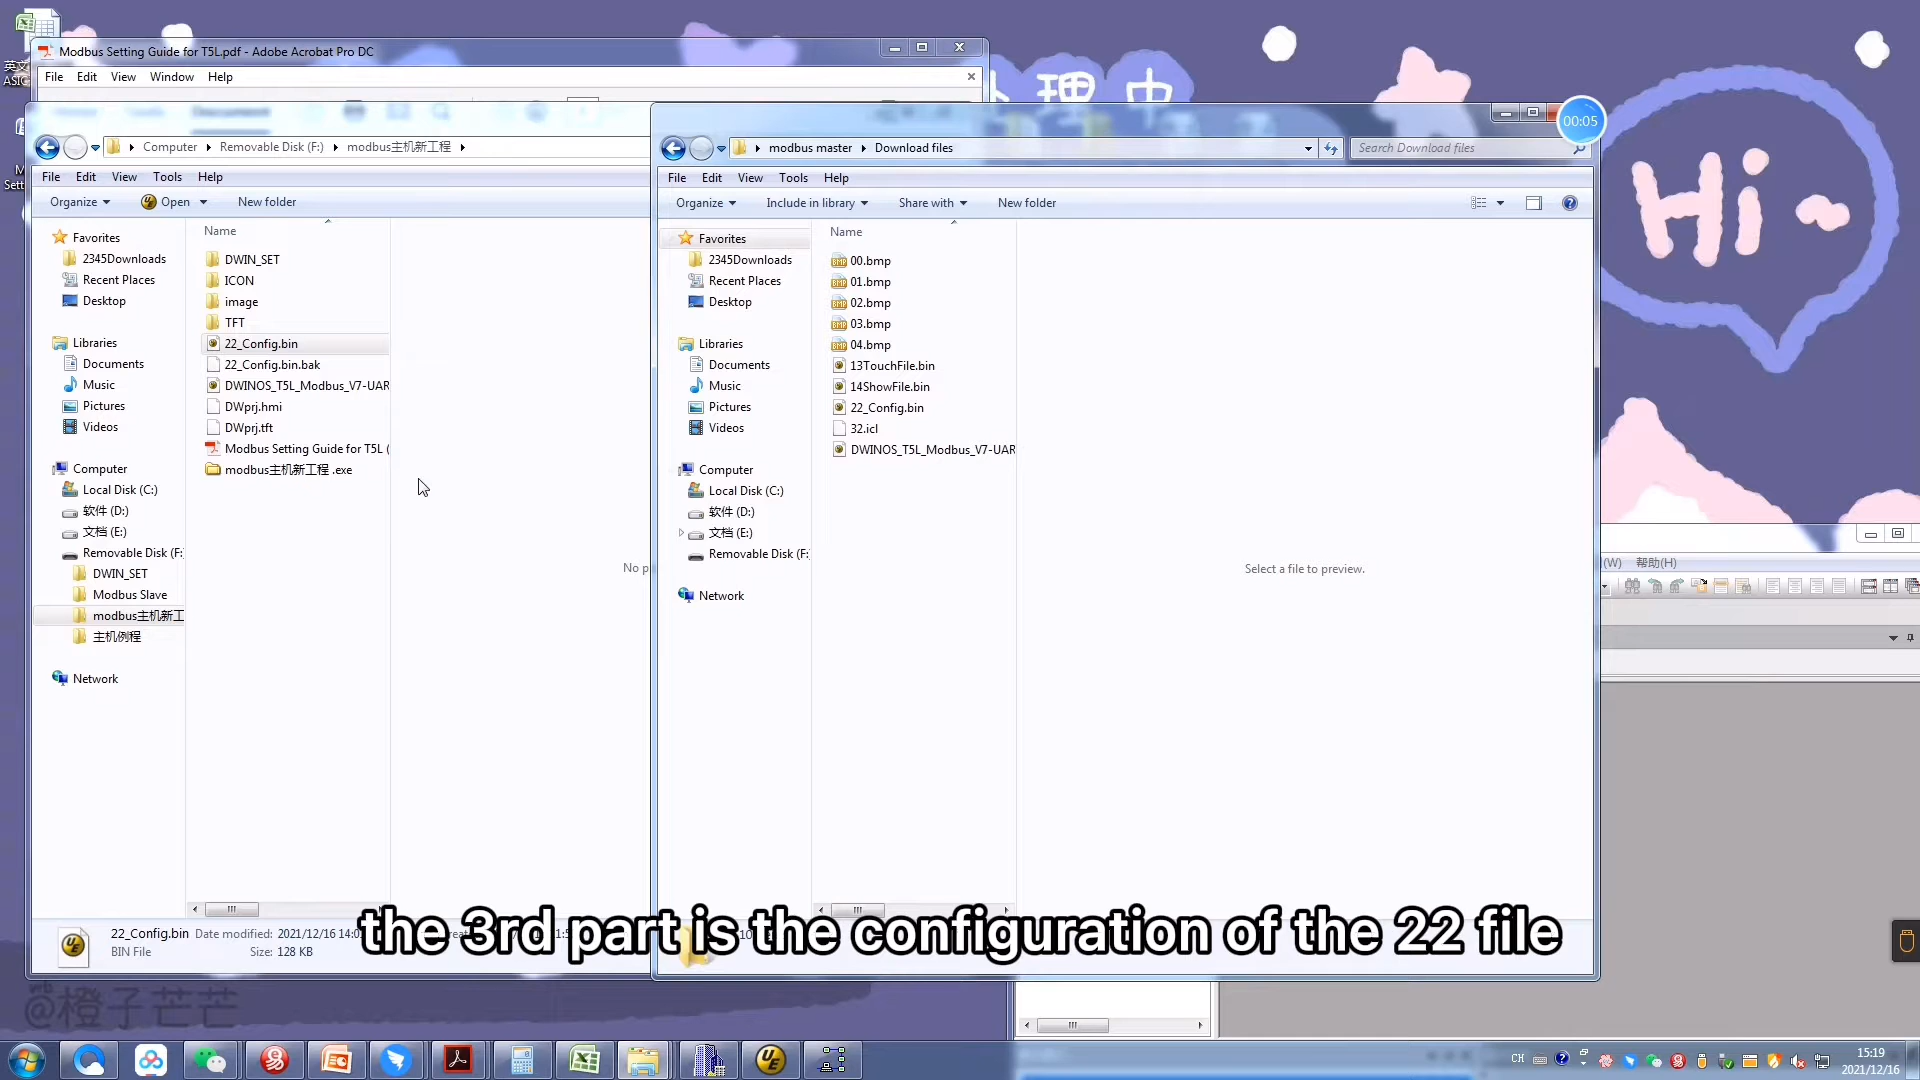 英文
ASIC
Modbus Setting Guide for T5L.pdf - Adobe Acrobat Pro DC
File Edit View Window Help
处理中
Hi~
00:05
Computer Removable Disk (F:) modbus主机新工程
File Edit View Tools Help
Organize Open New folder
Name
Favorites
2345Downloads
Recent Places
Desktop
Libraries
Documents
Music
Pictures
Videos
Computer
Local Disk (C:)
软件 (D:)
文档 (E:)
Removable Disk (F:
DWIN_SET
Modbus Slave
modbus主机新工
主机例程
Network
DWIN_SET
ICON
image
TFT
22_Config.bin
22_Config.bin.bak
DWINOS_T5L_Modbus_V7-UAR
DWprj.hmi
DWprj.tft
Modbus Setting Guide for T5L (
modbus主机新工程 .exe
No p
22_Config.bin Date modified: 2021/12/16 14:0
BIN File Size: 128 KB
modbus master Download files
Search Download files
File Edit View Tools Help
Organize Include in library Share with New folder
Name
Favorites
2345Downloads
Recent Places
Desktop
Libraries
Documents
Music
Pictures
Videos
Computer
Local Disk (C:)
软件 (D:)
文档 (E:)
Removable Disk (F:
Network
00.bmp
01.bmp
02.bmp
03.bmp
04.bmp
13TouchFile.bin
14ShowFile.bin
22_Config.bin
32.icl
DWINOS_T5L_Modbus_V7-UAR
Select a file to preview.
(W) 帮助(H)
the 3rd part is the configuration of the 22 file
@橙子芒芒
CH
15:19
2021/12/16